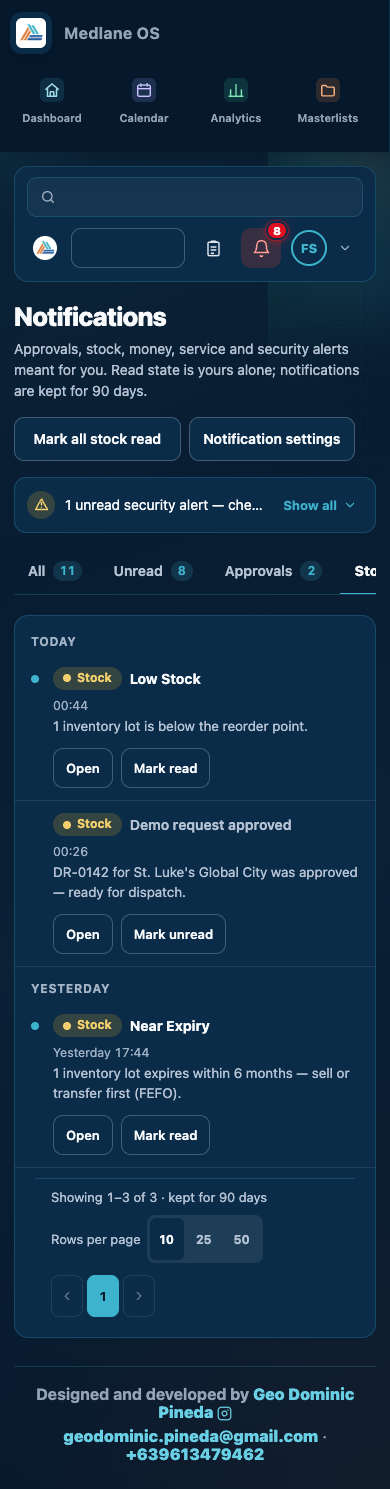 Medlane OS
Dashboard
Calendar
Analytics
Masterlists
8
FS
Notifications
Approvals, stock, money, service and security alerts
meant for you. Read state is yours alone; notifications
are kept for 90 days.
Mark all stock read
Notification settings
1 unread security alert — che...
Show all
All 11
Unread 8
Approvals 2
Sto
TODAY
Stock Low Stock
00:44
1 inventory lot is below the reorder point.
Open
Mark read
Stock Demo request approved
00:26
DR-0142 for St. Luke's Global City was approved
— ready for dispatch.
Open
Mark unread
YESTERDAY
Stock Near Expiry
Yesterday 17:44
1 inventory lot expires within 6 months — sell or
transfer first (FEFO).
Open
Mark read
Showing 1–3 of 3 · kept for 90 days
Rows per page 10 25 50
1
Designed and developed by Geo Dominic
Pineda
geodominic.pineda@gmail.com ·
+639613479462